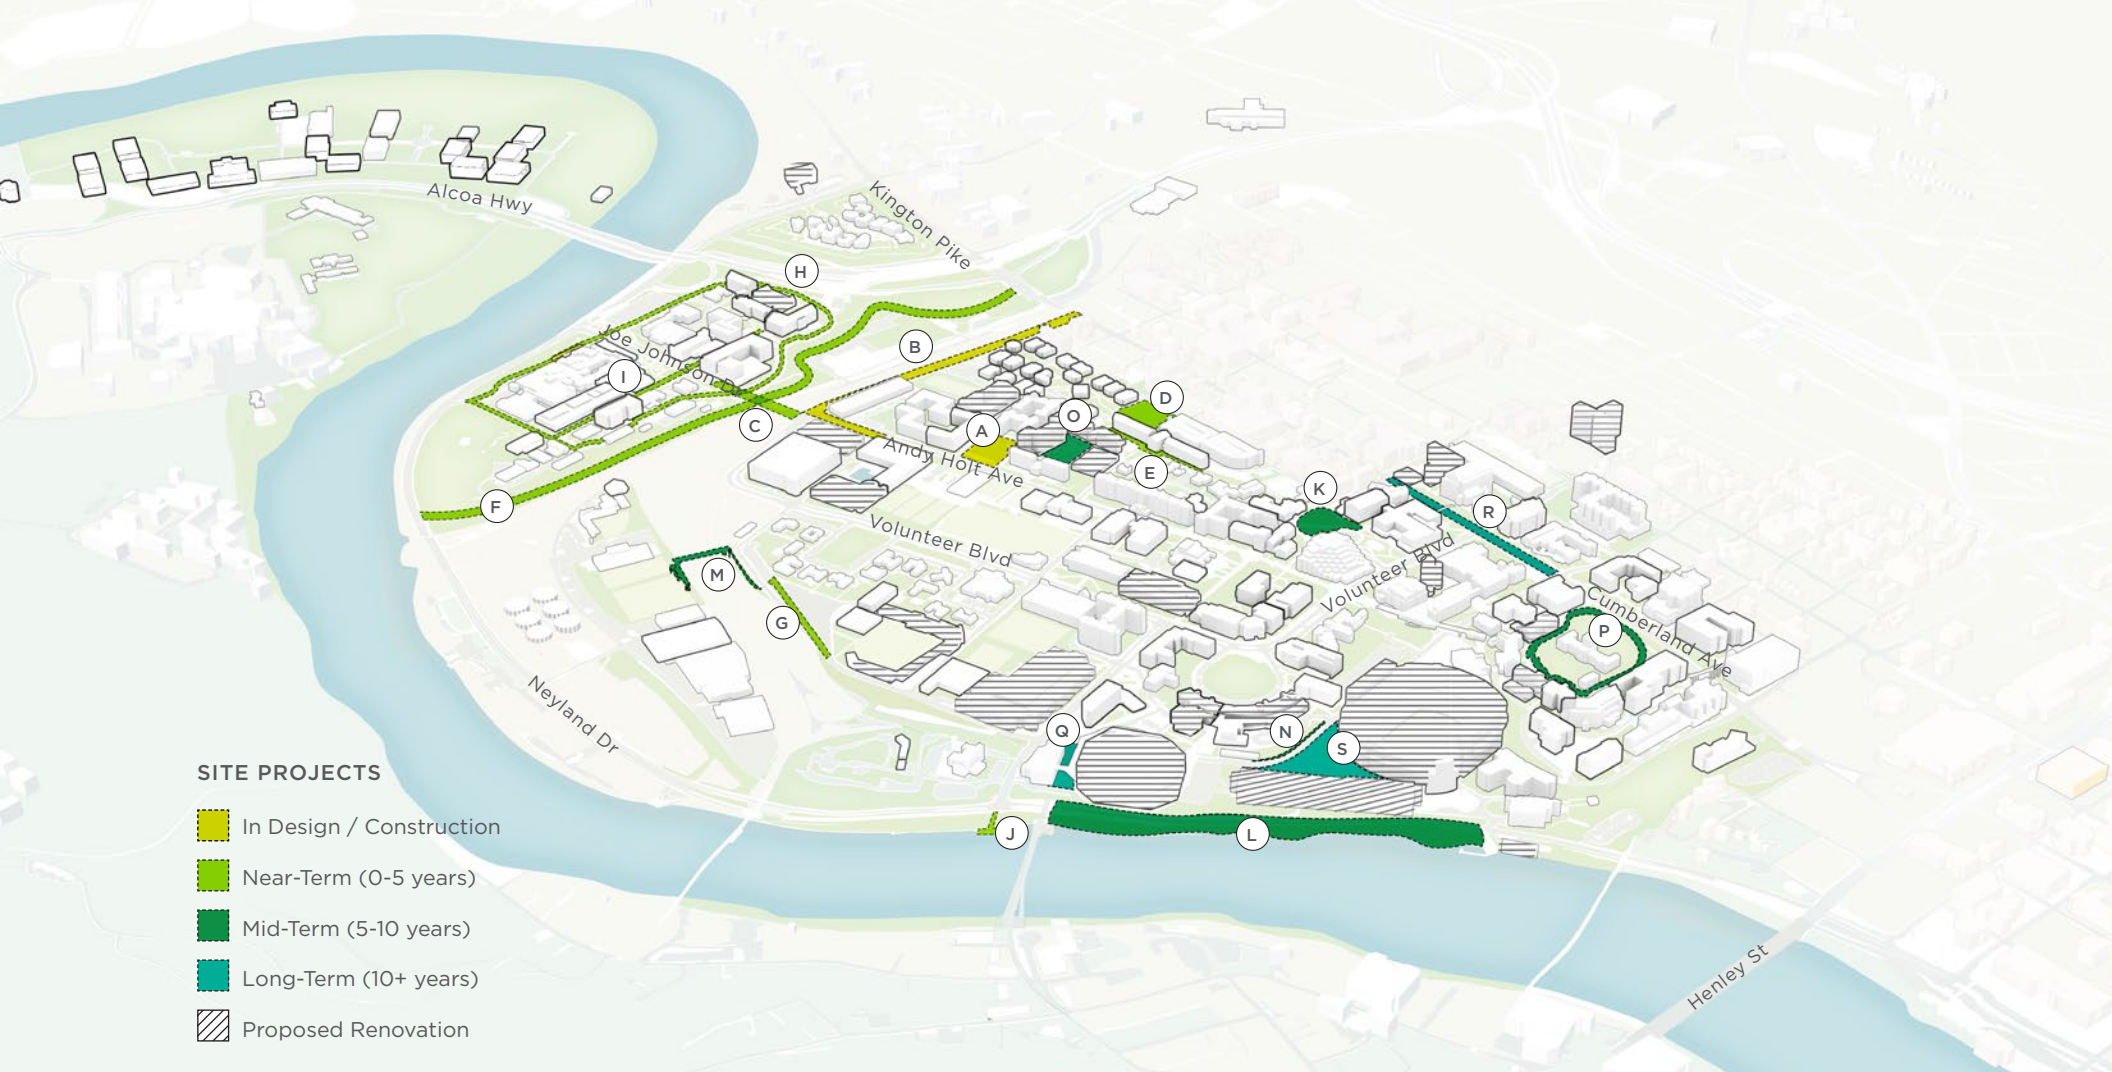 Alcoa Hwy
Kington Pike
H
Joe Johnson Dr
B
I
D
C
O
A
Andy Holt Ave
E
K
F
R
Volunteer Blvd
Volunteer Blvd
M
G
Cumberland Ave
P
Neyland Dr
Q
N
S
J
L
Henley St
SITE PROJECTS
In Design / Construction
Near-Term (0-5 years)
Mid-Term (5-10 years)
Long-Term (10+ years)
Proposed Renovation